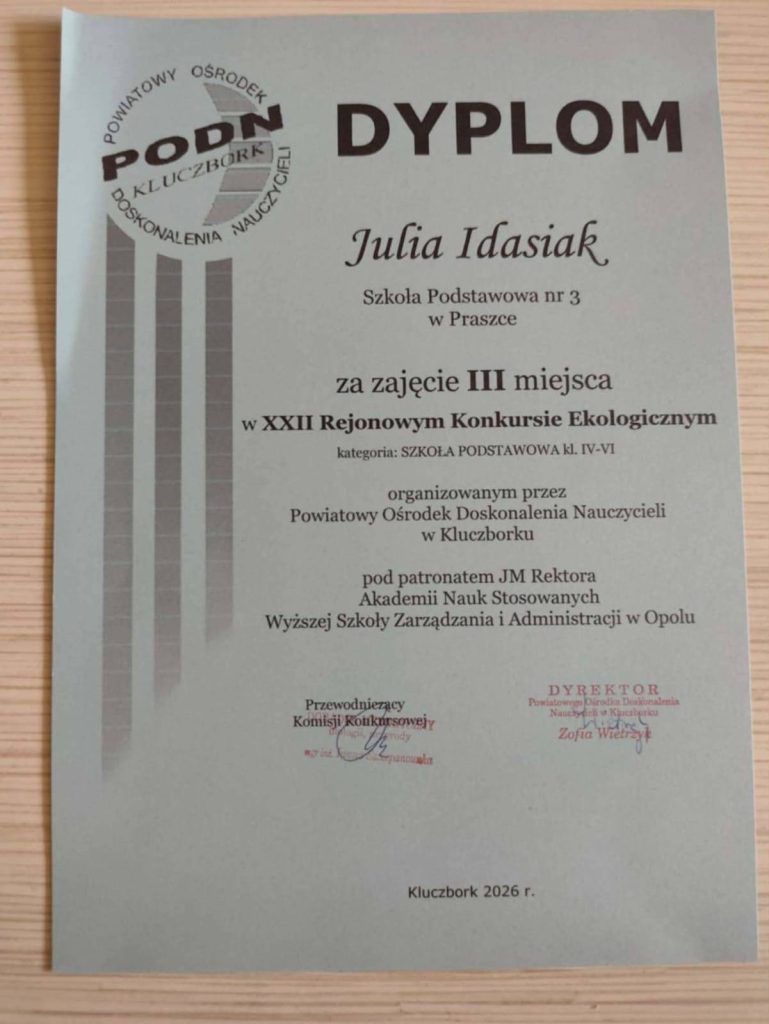 POWIATOWY OŚRODEK
PODN
KLUCZBORK
DOSKONALENIA NAUCZYCIELI
DYPLOM
Julia Idasiak
Szkoła Podstawowa nr 3
w Praszce
za zajęcie III miejsca
w XXII Rejonowym Konkursie Ekologicznym
kategoria: SZKOŁA PODSTAWOWA kl. IV-VI
organizowanym przez
Powiatowy Ośrodek Doskonalenia Nauczycieli
w Kluczborku
pod patronatem JM Rektora
Akademii Nauk Stosowanych
Wyższej Szkoły Zarządzania i Administracji w Opolu
Przewodniczący
Komisji Konkursowej
mgr inż.
DYREKTOR
Powiatowego Ośrodka Doskonalenia
Nauczycieli w Kluczborku
Zofia Wietrzyk
Kluczbork 2026 r.